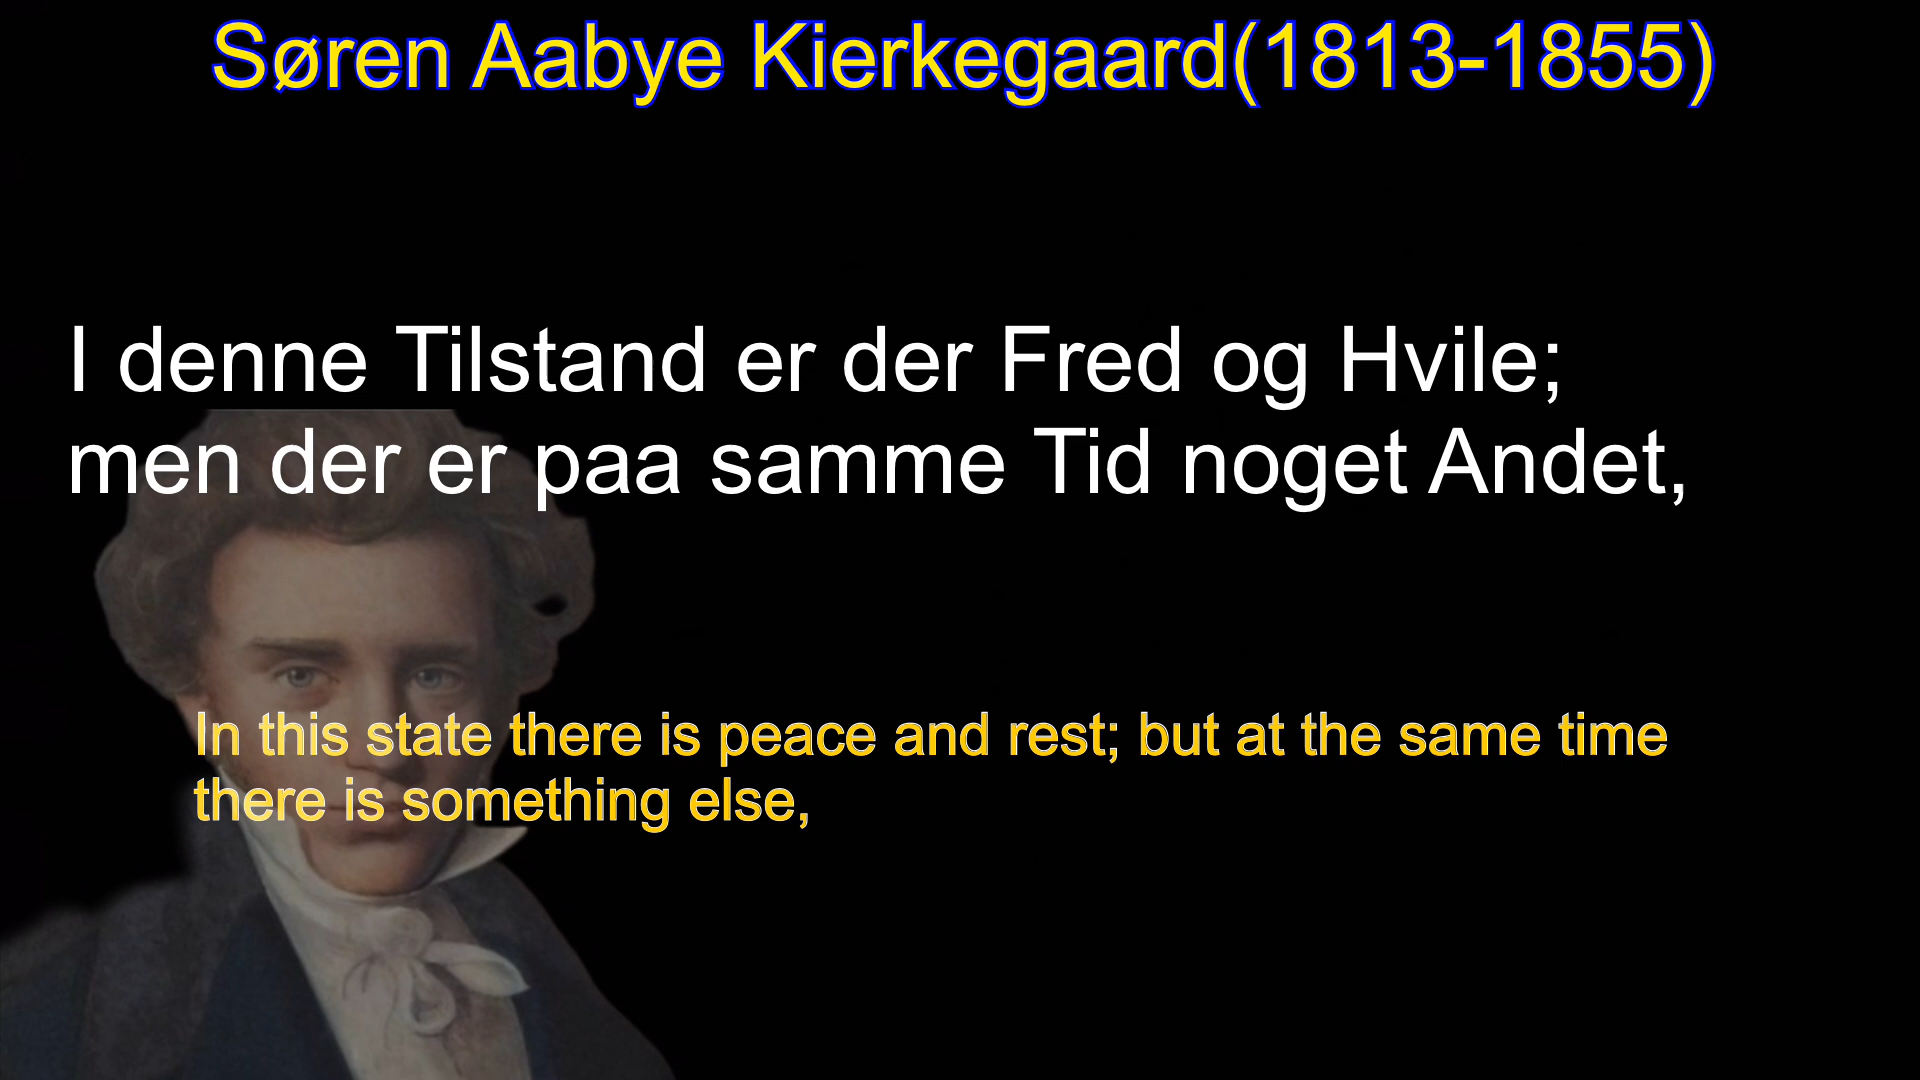 Søren Aabye Kierkegaard(1813-1855)
I denne Tilstand er der Fred og Hvile;
men der er paa samme Tid noget Andet,
In this state there is peace and rest; but at the same time
there is something else,